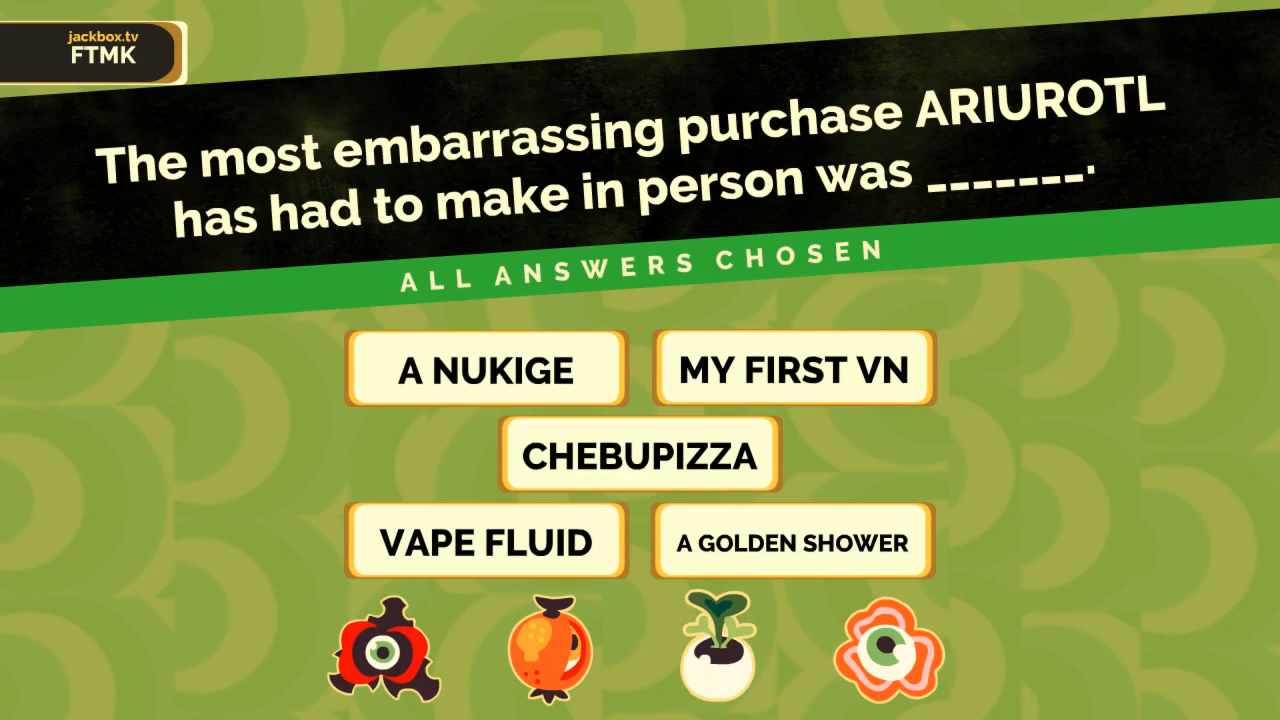 jackbox.tv
FTMK
The most embarrassing purchase ARIUROTL
has had to make in person was _______.
ALL ANSWERS CHOSEN
A NUKIGE
MY FIRST VN
CHEBUPIZZA
VAPE FLUID
A GOLDEN SHOWER